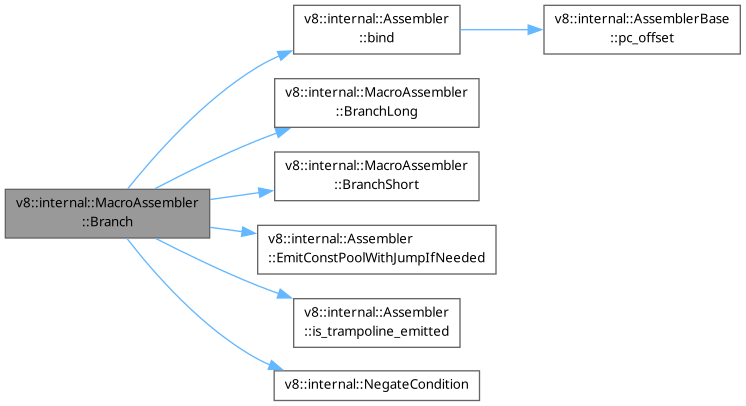 v8::internal::Assembler
::bind
v8::internal::AssemblerBase
::pc_offset
v8::internal::MacroAssembler
::BranchLong
v8::internal::MacroAssembler
::BranchShort
v8::internal::MacroAssembler
::Branch
v8::internal::Assembler
::EmitConstPoolWithJumpIfNeeded
v8::internal::Assembler
::is_trampoline_emitted
v8::internal::NegateCondition